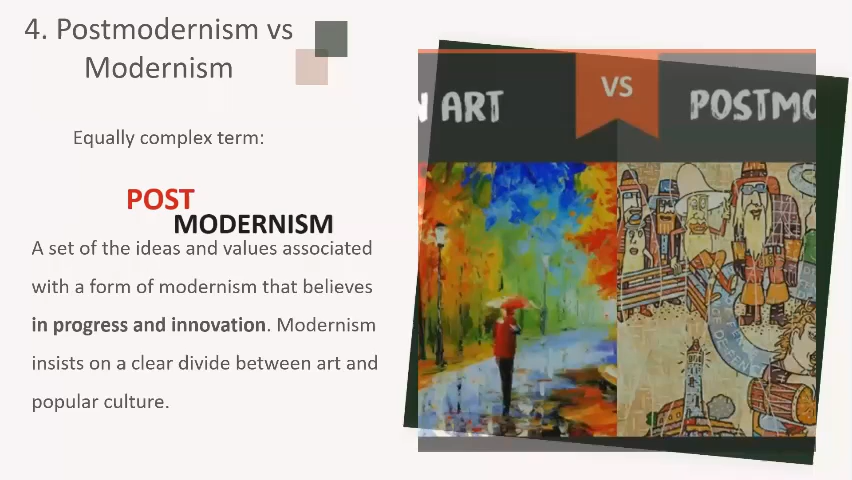 4. Postmodernism vs
Modernism
Equally complex term:
POST
MODERNISM
A set of the ideas and values associated
with a form of modernism that believes
in progress and innovation. Modernism
insists on a clear divide between art and
popular culture.
N ART
VS
POSTMO